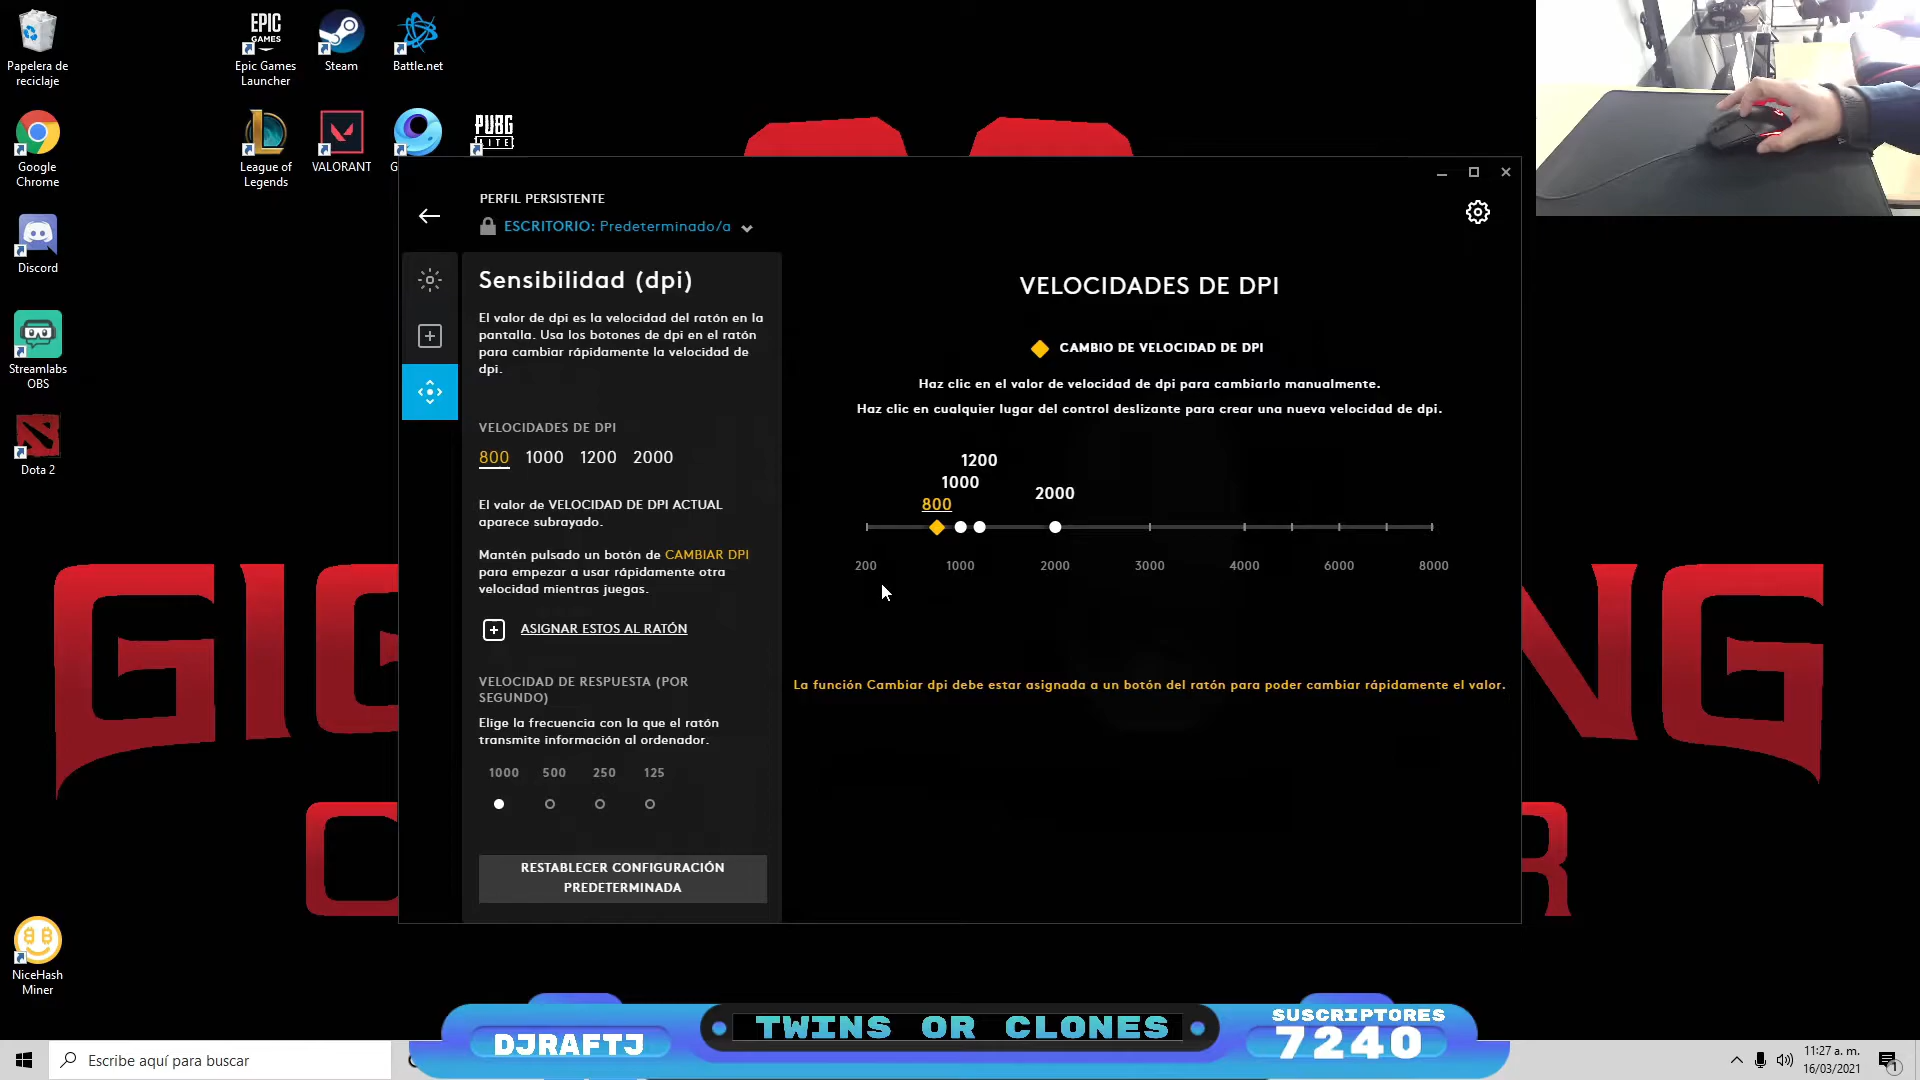 Papelera de
reciclaje
EPIC
GAMES
Epic Games
Launcher
Steam
Battle.net
Google
Chrome
League of
Legends
VALORANT
G
PUBG
LITE
Discord
Streamlabs
OBS
Dota 2
NiceHash
Miner
PERFIL PERSISTENTE
ESCRITORIO: Predeterminado/a
Sensibilidad (dpi)
El valor de dpi es la velocidad del ratón en la
pantalla. Usa los botones de dpi en el ratón
para cambiar rápidamente la velocidad de
dpi.
VELOCIDADES DE DPI
800 1000 1200 2000
El valor de VELOCIDAD DE DPI ACTUAL
aparece subrayado.
Mantén pulsado un botón de CAMBIAR DPI
para empezar a usar rápidamente otra
velocidad mientras juegas.
ASIGNAR ESTOS AL RATÓN
VELOCIDAD DE RESPUESTA (POR
SEGUNDO)
Elige la frecuencia con la que el ratón
transmite información al ordenador.
1000 500 250 125
RESTABLECER CONFIGURACIÓN
PREDETERMINADA
VELOCIDADES DE DPI
CAMBIO DE VELOCIDAD DE DPI
Haz clic en el valor de velocidad de dpi para cambiarlo manualmente.
Haz clic en cualquier lugar del control deslizante para crear una nueva velocidad de dpi.
1200
1000
2000
800
200 1000 2000 3000 4000 6000 8000
La función Cambiar dpi debe estar asignada a un botón del ratón para poder cambiar rápidamente el valor.
DJRAFTJ
TWINS OR CLONES
SUSCRIPTORES
7240
Escribe aquí para buscar
11:27 a. m.
16/03/2021
1